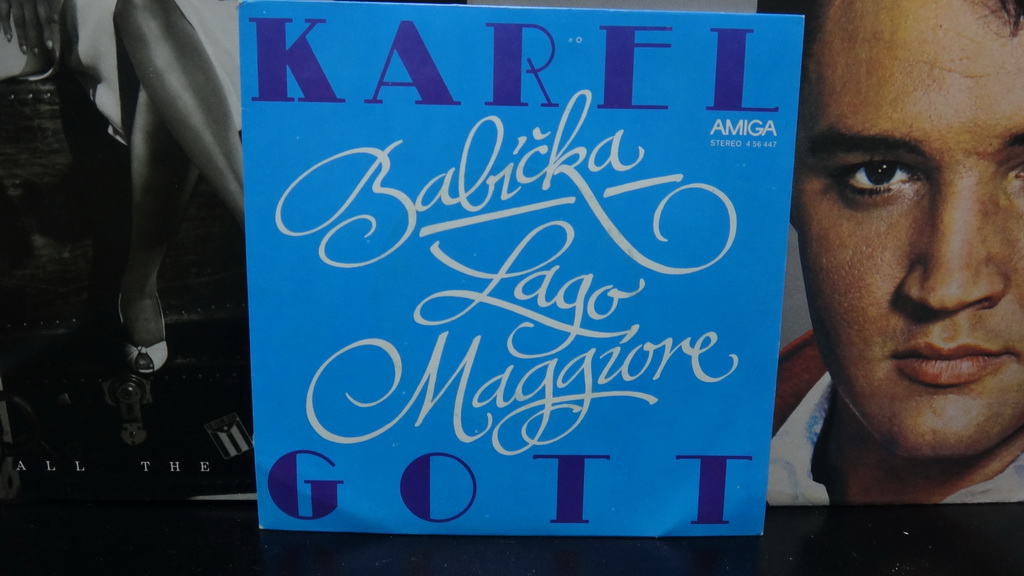 KAREL
AMIGA
STEREO 4 56 447
Babička
Lago
Maggiore
ALL THE
GOTT